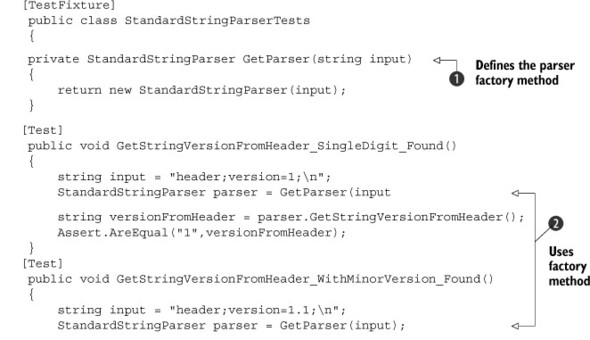 [TestFixture]
public class StandardStringParserTests
{
private StandardStringParser GetParser(string input)
{
return new StandardStringParser(input);
}
1 Defines the parser
factory method
[Test]
public void GetStringVersionFromHeader_SingleDigit_Found()
{
string input = "header;version=1;\n";
StandardStringParser parser = GetParser(input
string versionFromHeader = parser.GetStringVersionFromHeader();
Assert.AreEqual("1",versionFromHeader);
}
[Test]
public void GetStringVersionFromHeader_WithMinorVersion_Found()
{
string input = "header;version=1.1;\n";
StandardStringParser parser = GetParser(input);
2
Uses
factory
method